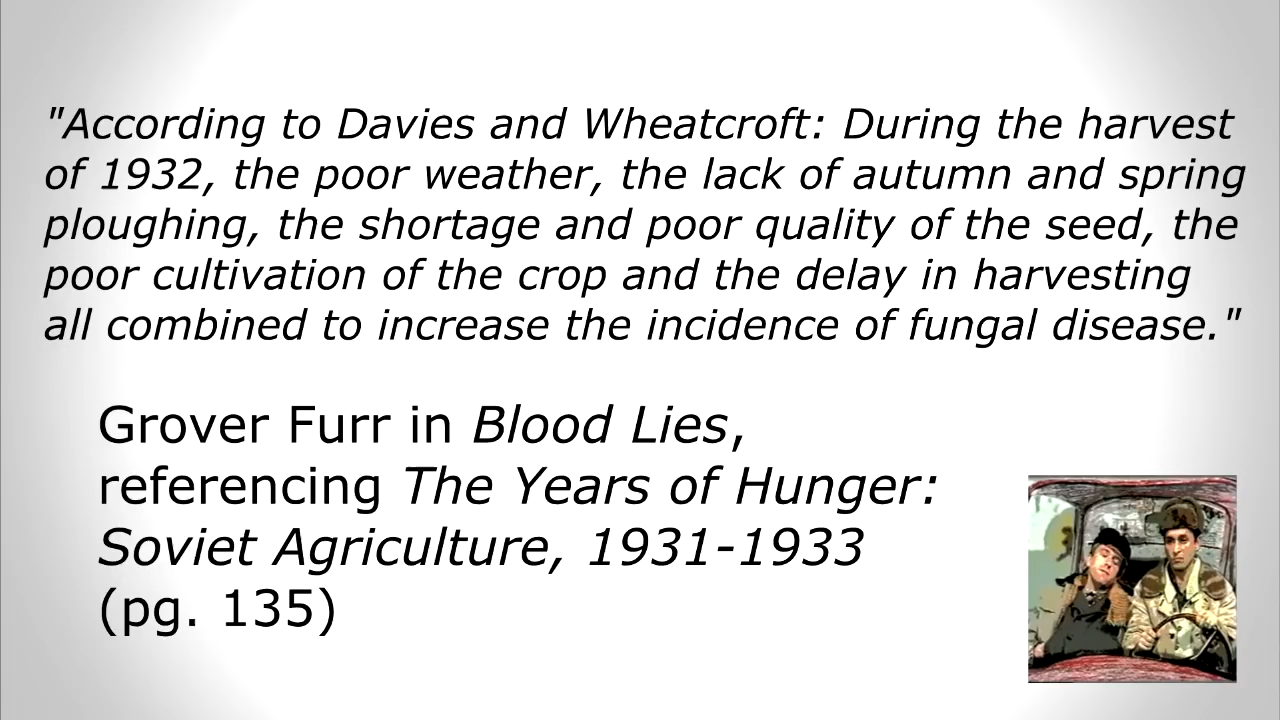 "According to Davies and Wheatcroft: During the harvest
of 1932, the poor weather, the lack of autumn and spring
ploughing, the shortage and poor quality of the seed, the
poor cultivation of the crop and the delay in harvesting
all combined to increase the incidence of fungal disease."
Grover Furr in Blood Lies,
referencing The Years of Hunger:
Soviet Agriculture, 1931-1933
(pg. 135)